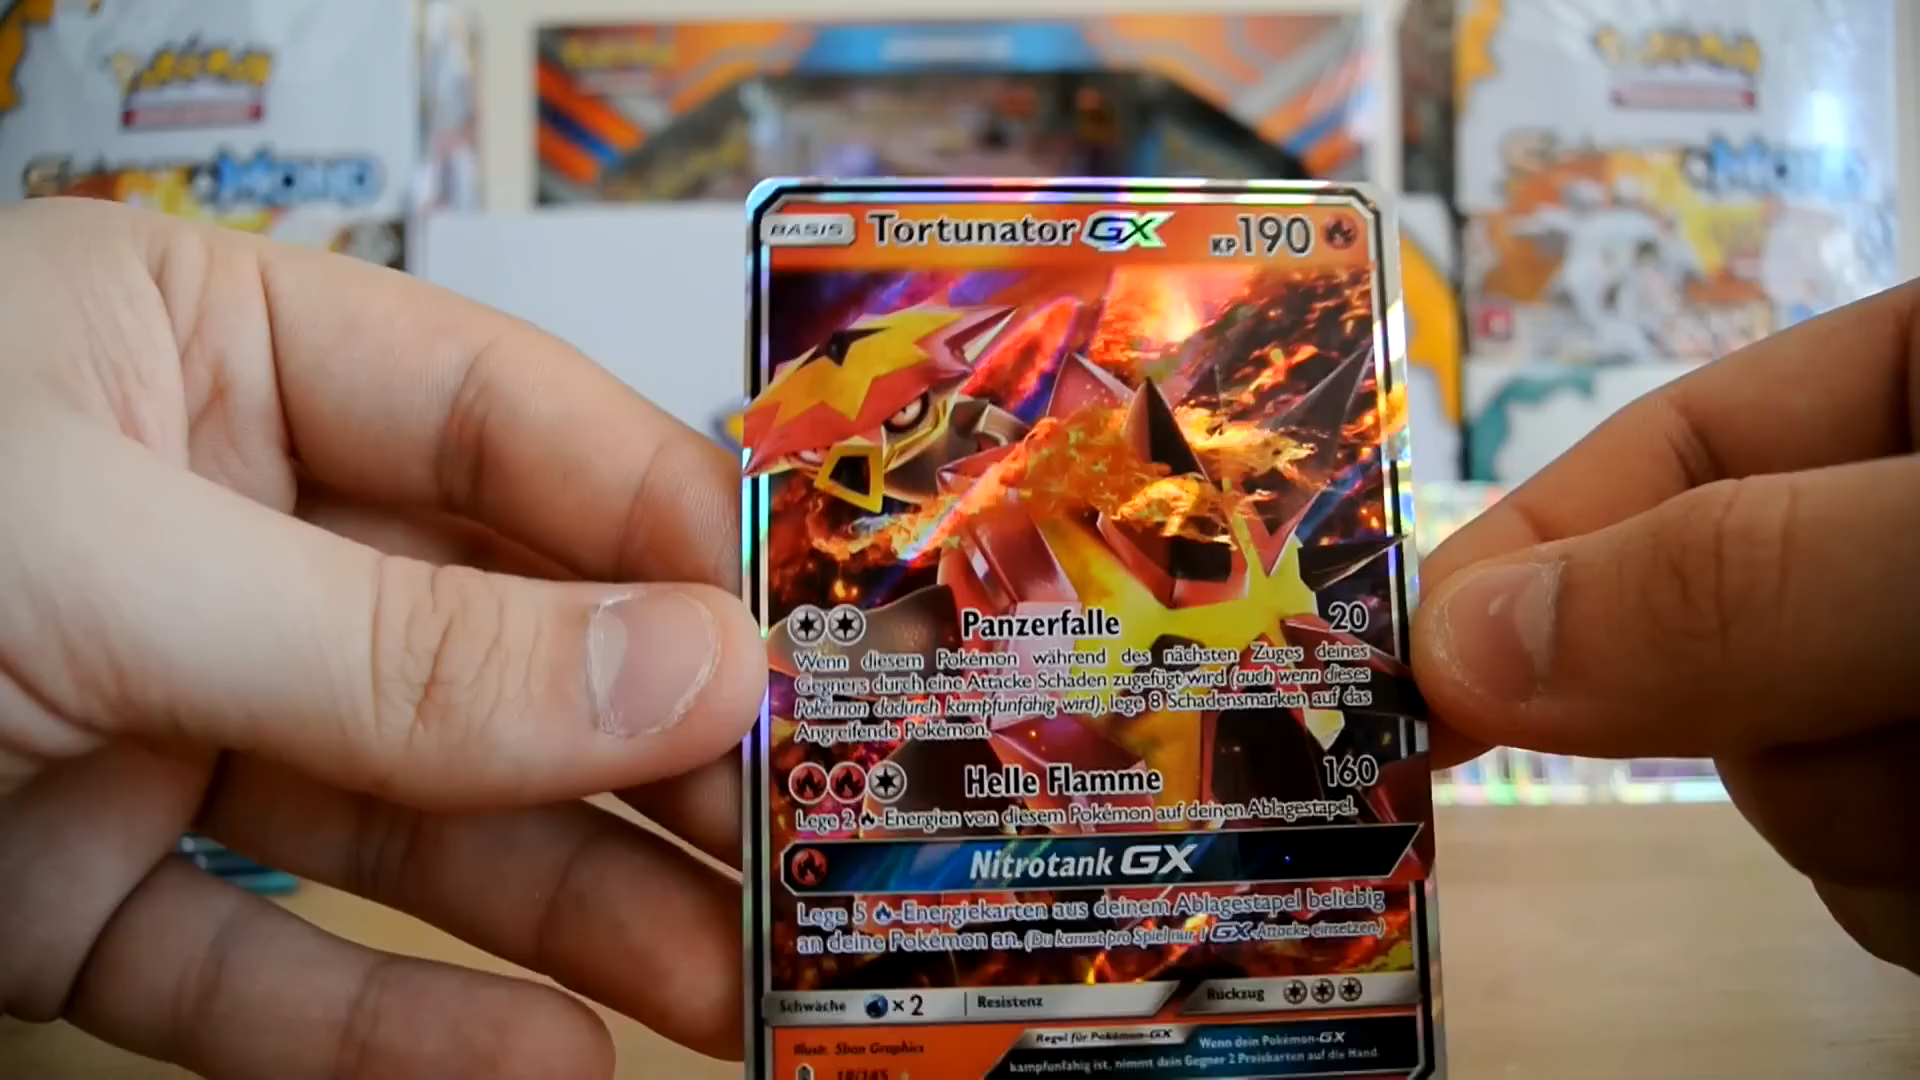 Pokémon
Pokémon
BASIS Tortunator GX KP 190
Panzerfalle 20
Wenn diesem Pokémon während des nächsten Zuges deines
Gegners durch eine Attacke Schaden zugefügt wird (auch wenn dieses
Pokémon dadurch kampfunfähig wird), lege 8 Schadensmarken auf das
Angreifende Pokémon.
Helle Flamme 160
Lege 2 -Energien von diesem Pokémon auf deinen Ablagestapel.
Nitrotank GX
Lege 5 -Energiekarten aus deinem Ablagestapel beliebig
an deine Pokémon an. (Du kannst pro Spiel nur 1 GX-Attacke einsetzen.)
Schwäche ×2 Resistenz Rückzug
Regel für Pokémon-GX Wenn dein Pokémon-GX
kampfunfähig ist, nimmt dein Gegner 2 Preiskarten auf die Hand.
Illustr. 5ban Graphics